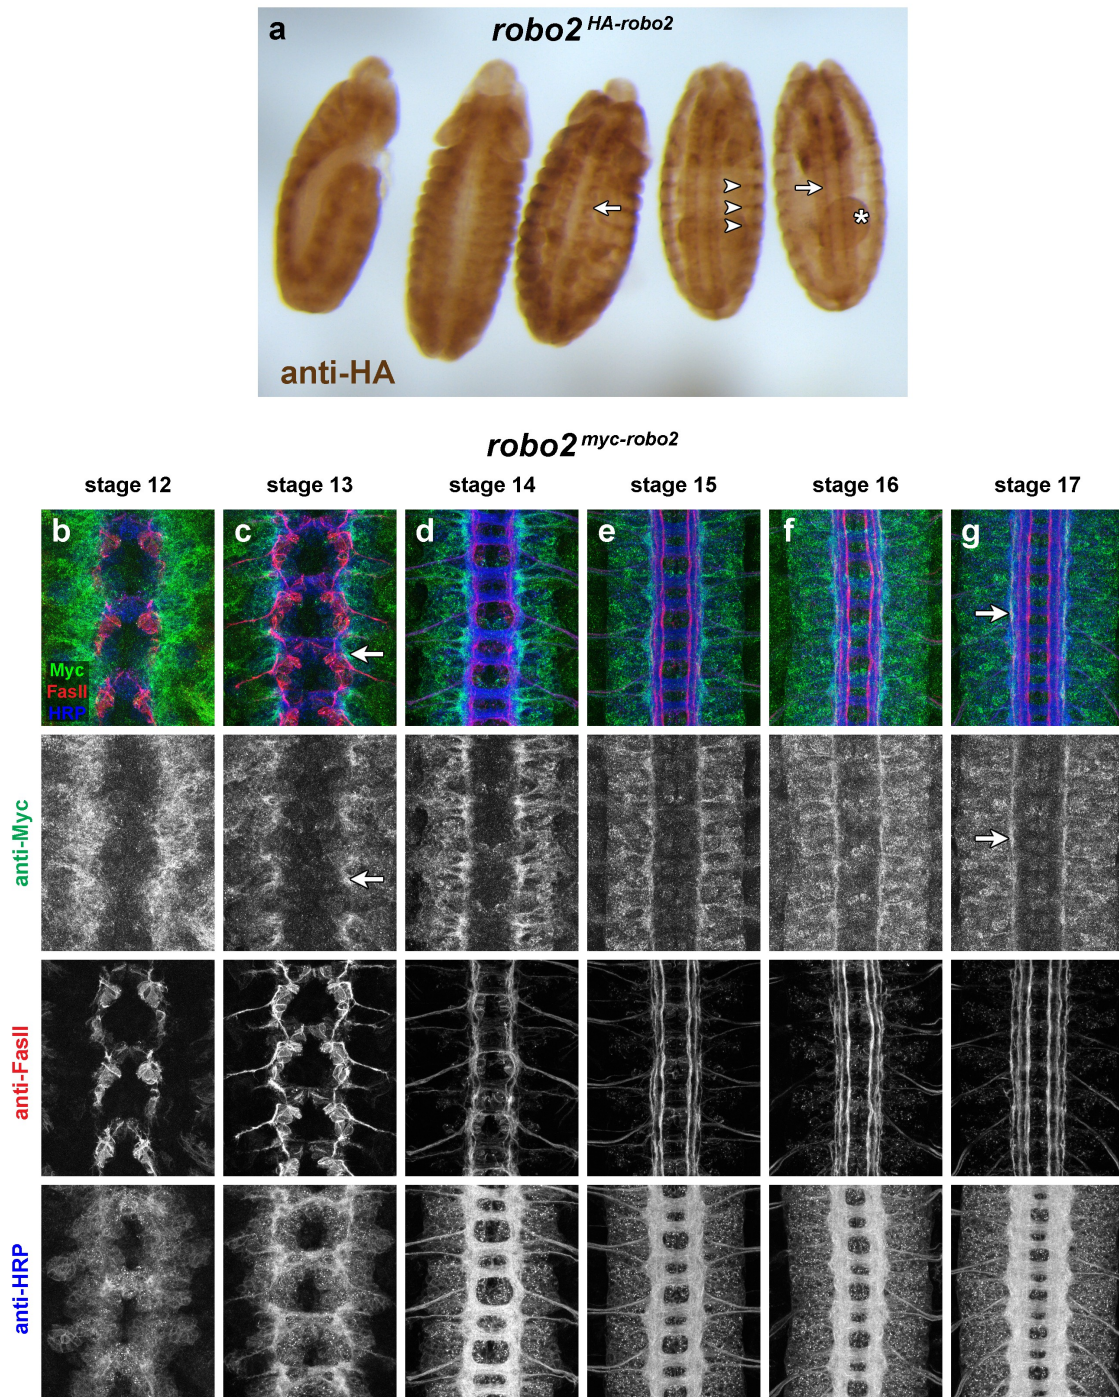 a
robo2 HA-robo2
*
anti-HA
robo2 myc-robo2
stage 12 stage 13 stage 14 stage 15 stage 16 stage 17
b c d e f g
Myc
FasII
HRP
anti-Myc
anti-FasII
anti-HRP